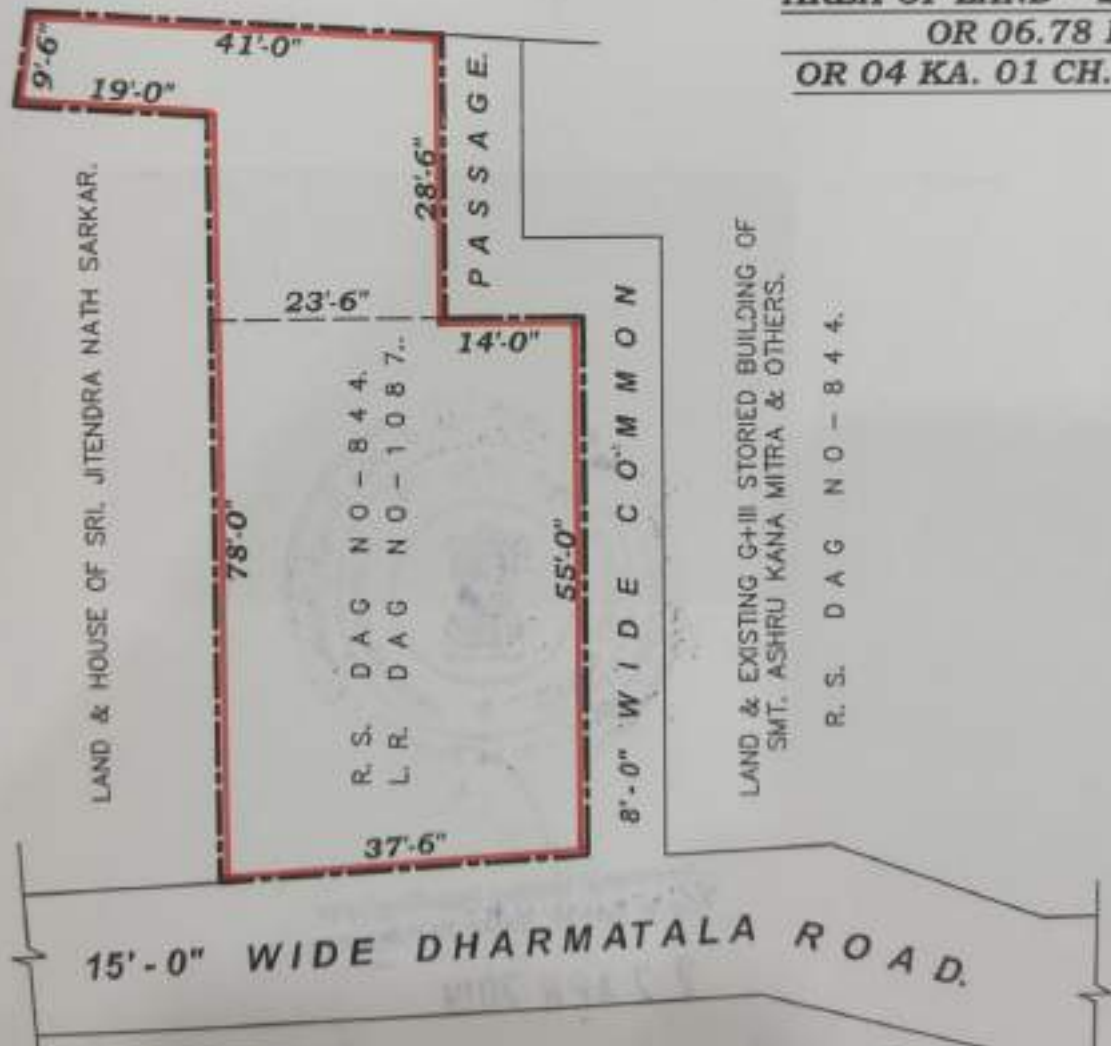 OR 06.78
OR 04 KA. 01 CH.
41'-0"
9'-6"
19'-0"
28'-6"
PASSAGE.
LAND & HOUSE OF SRI. JITENDRA NATH SARKAR.
23'-6"
14'-0"
R. S. DAG NO-844.
L. R. DAG NO-1087..
78'-0"
55'-0"
8'-0" WIDE COMMON
LAND & EXISTING G+III STORIED BUILDING OF
SMT. ASHRU KANA MITRA & OTHERS.
R. S. DAG NO-844.
37'-6"
15'-0" WIDE DHARMATALA ROAD.